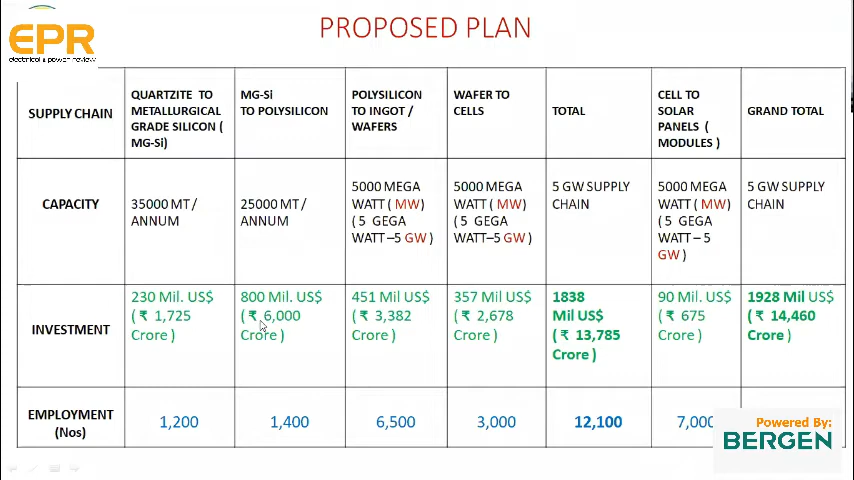 EPR
electrical & power review
PROPOSED PLAN
SUPPLY CHAIN
QUARTZITE TO
METALLURGICAL
GRADE SILICON (
MG-Si)
MG-Si
TO POLYSILICON
POLYSILICON
TO INGOT /
WAFERS
WAFER TO
CELLS
TOTAL
CELL TO
SOLAR
PANELS (
MODULES )
GRAND TOTAL
CAPACITY
35000 MT /
ANNUM
25000 MT /
ANNUM
5000 MEGA
WATT ( MW)
(5 GEGA
WATT –5 GW )
5000 MEGA
WATT ( MW)
( 5 GEGA
WATT–5 GW )
5 GW SUPPLY
CHAIN
5000 MEGA
WATT ( MW)
( 5 GEGA
WATT – 5
GW )
5 GW SUPPLY
CHAIN
INVESTMENT
230 Mil. US$
( ₹ 1,725
Crore )
800 Mil. US$
( ₹ 6,000
Crore )
451 Mil US$
( ₹ 3,382
Crore )
357 Mil US$
( ₹ 2,678
Crore )
1838
Mil US$
( ₹ 13,785
Crore )
90 Mil. US$
( ₹ 675
Crore )
1928 Mil US$
( ₹ 14,460
Crore )
EMPLOYMENT
(Nos)
1,200
1,400
6,500
3,000
12,100
7,000
Powered By:
BERGEN